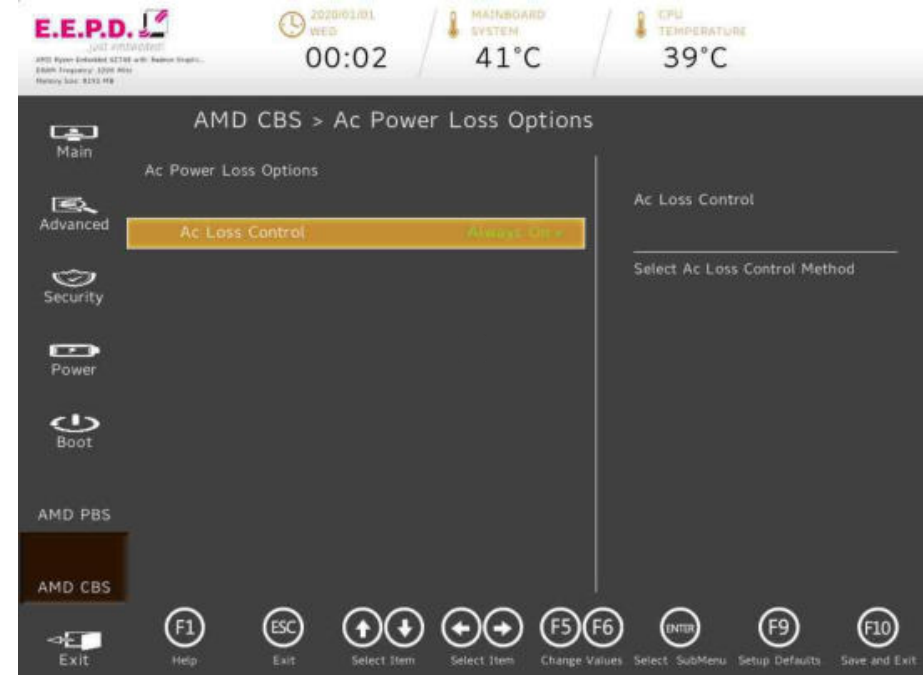 E.E.P.D.
2020/01/01
WED
00:02
MAINBOARD
SYSTEM
41°C
CPU
TEMPERATURE
39°C
AMD CBS > Ac Power Loss Options
Main
Advanced
Security
Power
Boot
AMD PBS
AMD CBS
Exit
Ac Power Loss Options
Ac Loss Control Always On
Ac Loss Control
Select Ac Loss Control Method
F1 ESC F5 F6 ENTER F9 F10
Help Exit Select Item Select Item Change Values Select SubMenu Setup Defaults Save and Exit